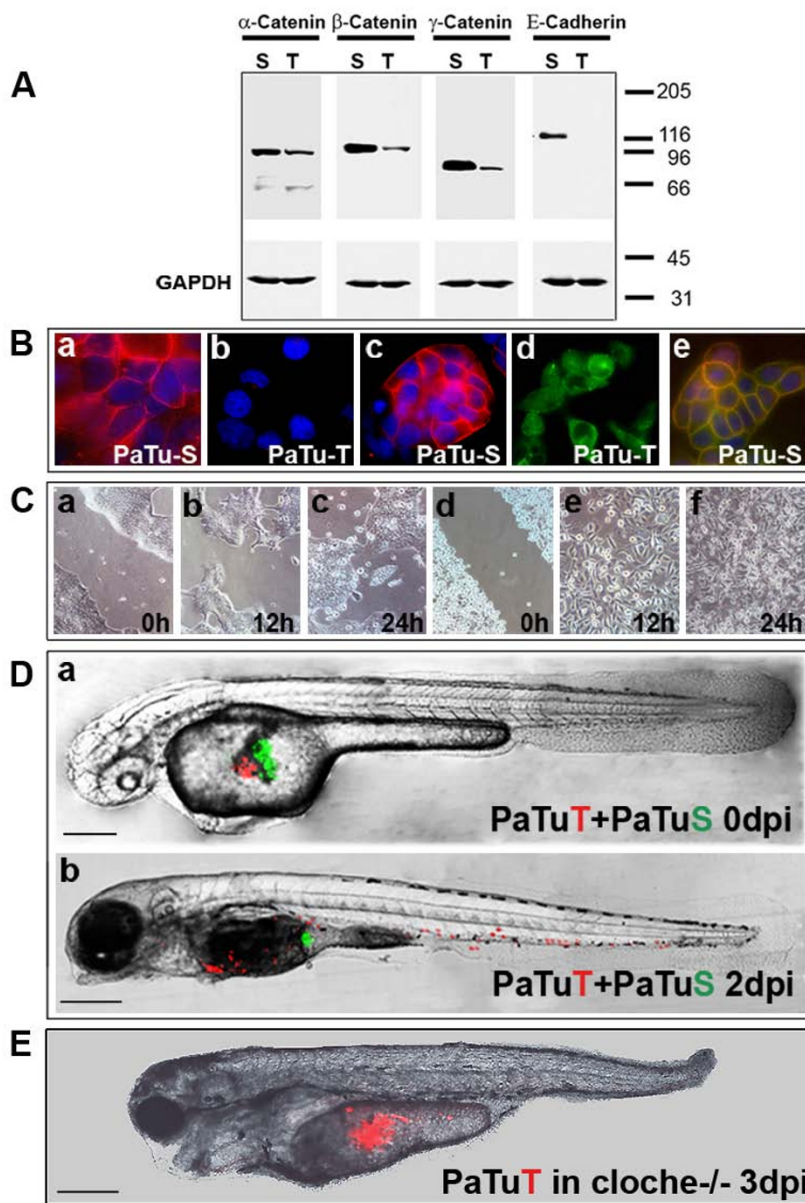 α-Catenin β-Catenin γ-Catenin E-Cadherin
S T S T S T S T
A
205
116
96
66
45
GAPDH
31
B
a b c d e
PaTu-S PaTu-T PaTu-S PaTu-T PaTu-S
C
a b c d e f
0h 12h 24h 0h 12h 24h
D
a
PaTuT+PaTuS 0dpi
b
PaTuT+PaTuS 2dpi
E
PaTuT in cloche-/- 3dpi